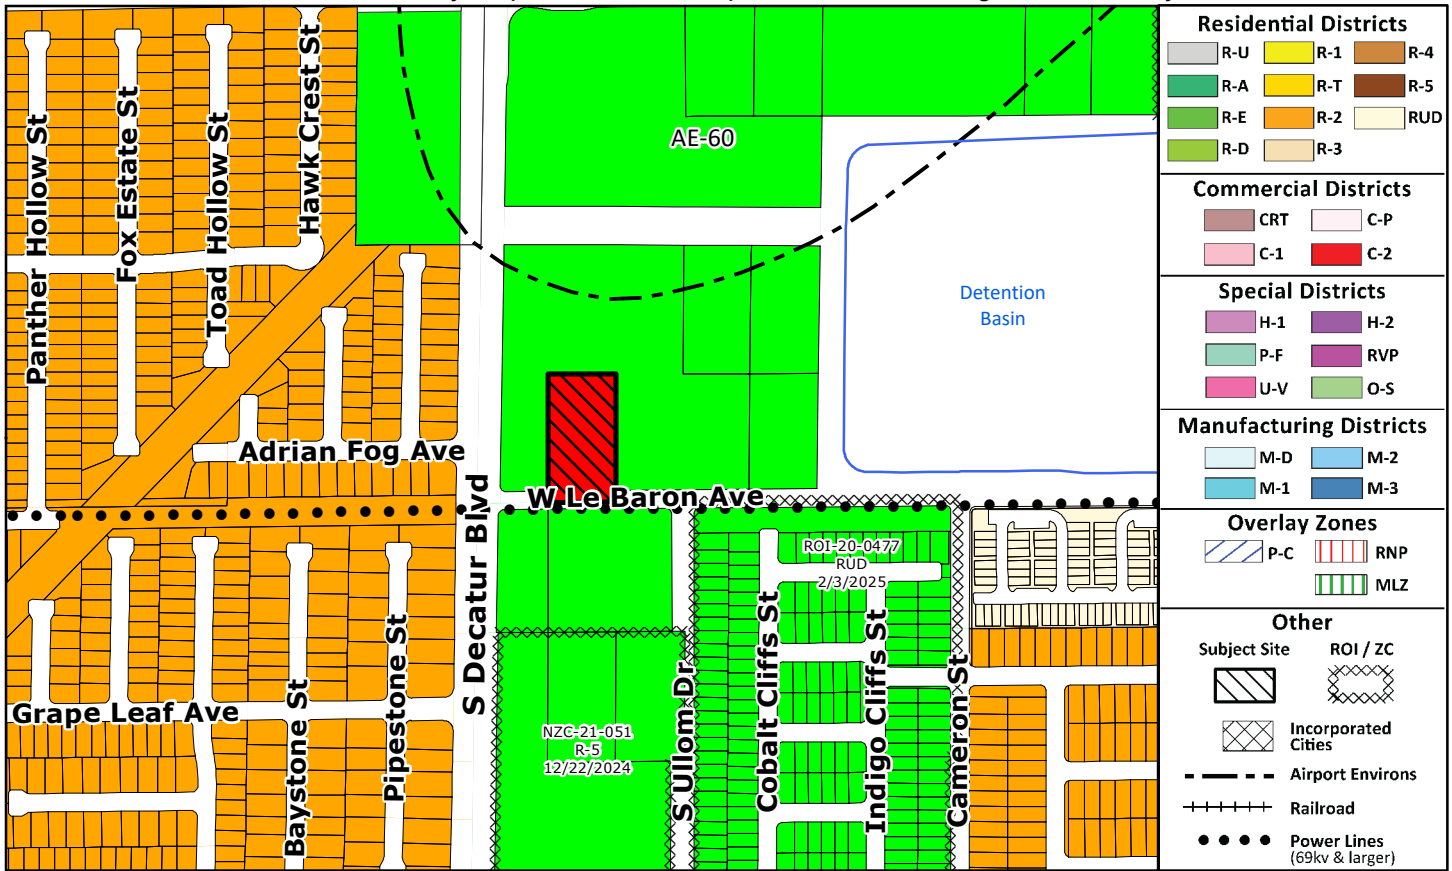 Panther Hollow St
Fox Estate St
Toad Hollow St
Hawk Crest St
AE-60
Detention
Basin
Adrian Fog Ave
W Le Baron Ave
S Decatur Blvd
ROI-20-0477
RUD
2/3/2025
Grape Leaf Ave
Baystone St
Pipestone St
NZC-21-051
R-5
12/22/2024
S Ullom Dr
Cobalt Cliffs St
Indigo Cliffs St
Cameron St
Residential Districts
R-U
R-1
R-4
R-A
R-T
R-5
R-E
R-2
RUD
R-D
R-3
Commercial Districts
CRT
C-P
C-1
C-2
Special Districts
H-1
H-2
P-F
RVP
U-V
O-S
Manufacturing Districts
M-D
M-2
M-1
M-3
Overlay Zones
P-C
RNP
MLZ
Other
Subject Site
ROI / ZC
Incorporated
Cities
Airport Environs
Railroad
Power Lines
(69kv & larger)